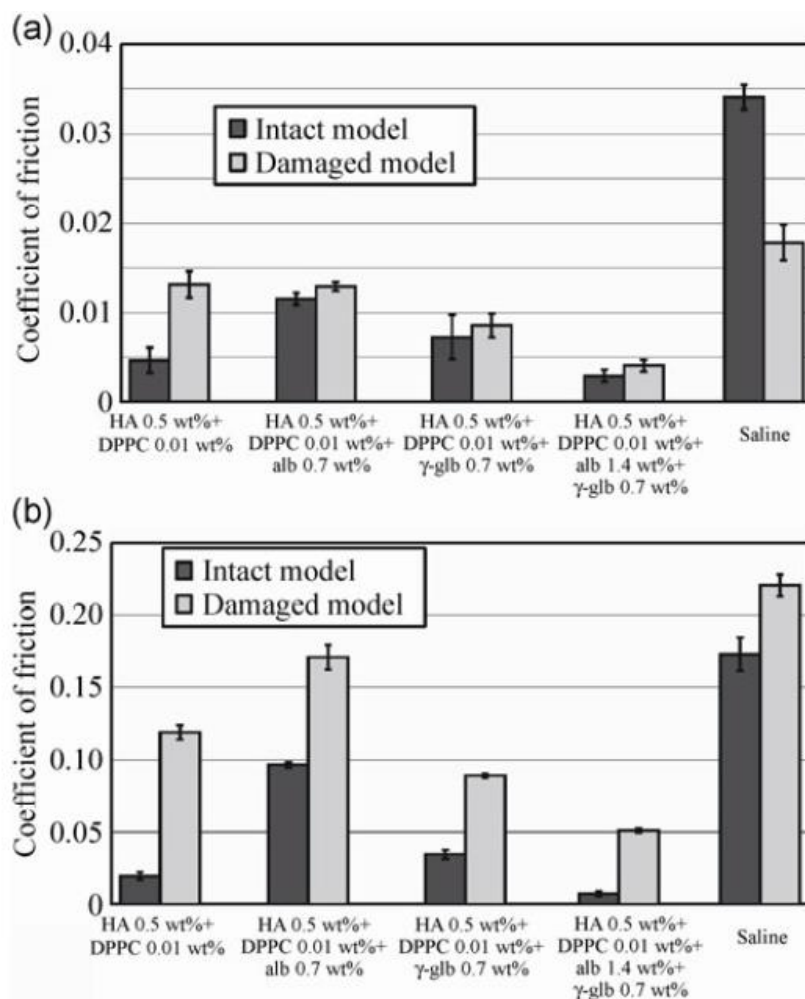 (a)
0.04
0.03
0.02
0.01
0
Coefficient of friction
Intact model
Damaged model
HA 0.5 wt%+
DPPC 0.01 wt%
HA 0.5 wt%+
DPPC 0.01 wt%+
alb 0.7 wt%
HA 0.5 wt%+
DPPC 0.01 wt%+
γ-glb 0.7 wt%
HA 0.5 wt%+
DPPC 0.01 wt%+
alb 1.4 wt%+
γ-glb 0.7 wt%
Saline
(b)
0.25
0.20
0.15
0.10
0.05
0
Coefficient of friction
Intact model
Damaged model
HA 0.5 wt%+
DPPC 0.01 wt%
HA 0.5 wt%+
DPPC 0.01 wt%+
alb 0.7 wt%
HA 0.5 wt%+
DPPC 0.01 wt%+
γ-glb 0.7 wt%
HA 0.5 wt%+
DPPC 0.01 wt%+
alb 1.4 wt%+
γ-glb 0.7 wt%
Saline